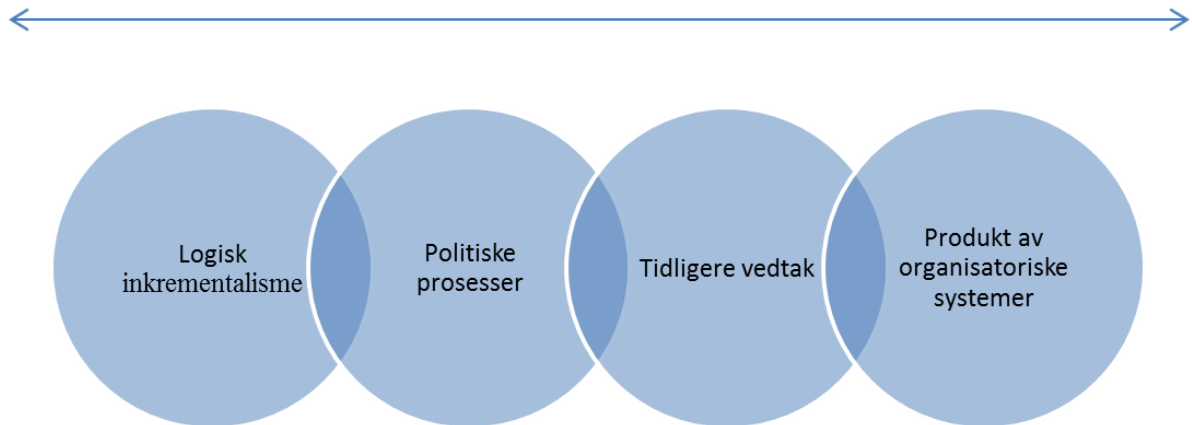 Logisk
inkrementalisme
Politiske
prosesser
Tidligere vedtak
Produkt av
organisatoriske
systemer